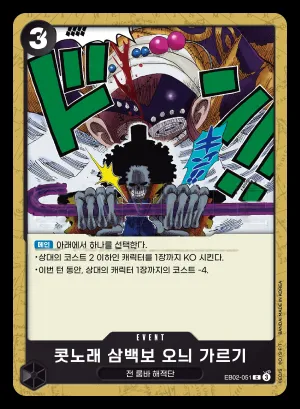 3
ドドン!!
메인 아래에서 하나를 선택한다.
•상대의 코스트 2 이하인 캐릭터를 1장까지 KO 시킨다.
•이번 턴 동안, 상대의 캐릭터 1장까지의 코스트 -4.
EVENT
콧노래 삼백보 오늬 가르기
전 룸바 해적단
EB02-051 R 3